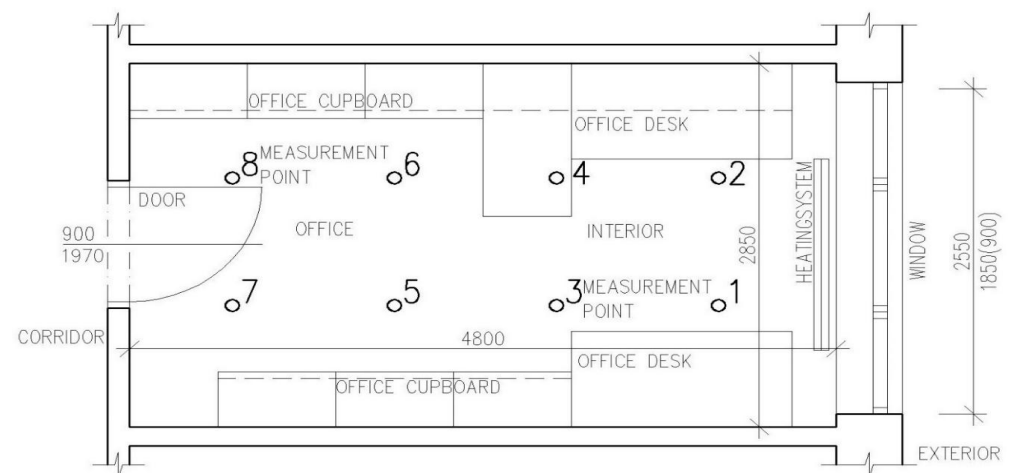 OFFICE CUPBOARD
OFFICE DESK
8 MEASUREMENT
POINT
6
4
2
DOOR
OFFICE
INTERIOR
HEATINGSYSTEM
WINDOW
900
1970
2850
2550
1850(900)
7
5
3 MEASUREMENT
POINT
1
CORRIDOR
4800
OFFICE DESK
OFFICE CUPBOARD
EXTERIOR